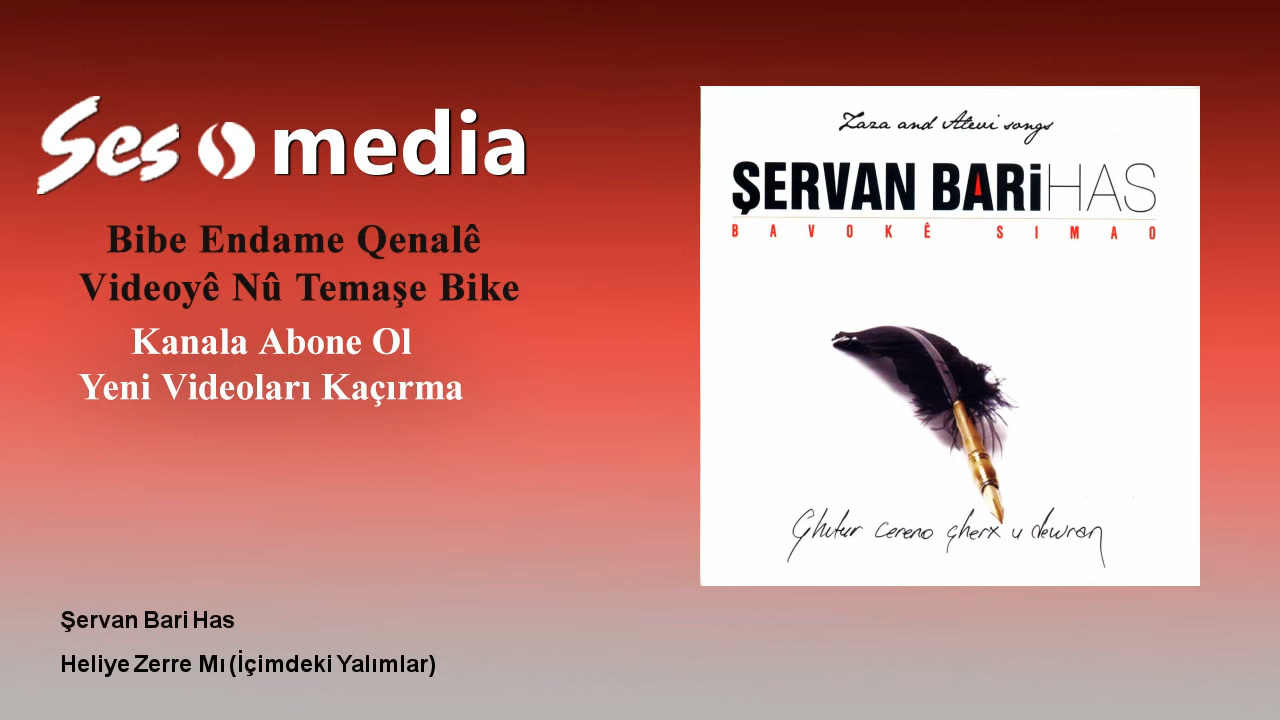 Ses media
Bibe Endame Qenalê
Videoyê Nû Temaşe Bike
Kanala Abone Ol
Yeni Videoları Kaçırma
Zaza and Alevi songs
ŞERVAN BARİHAS
BAVOKÊ SIMAO
Ghutur cereno çherx u dewran
Şervan Bari Has
Heliye Zerre Mı (İçimdeki Yalımlar)